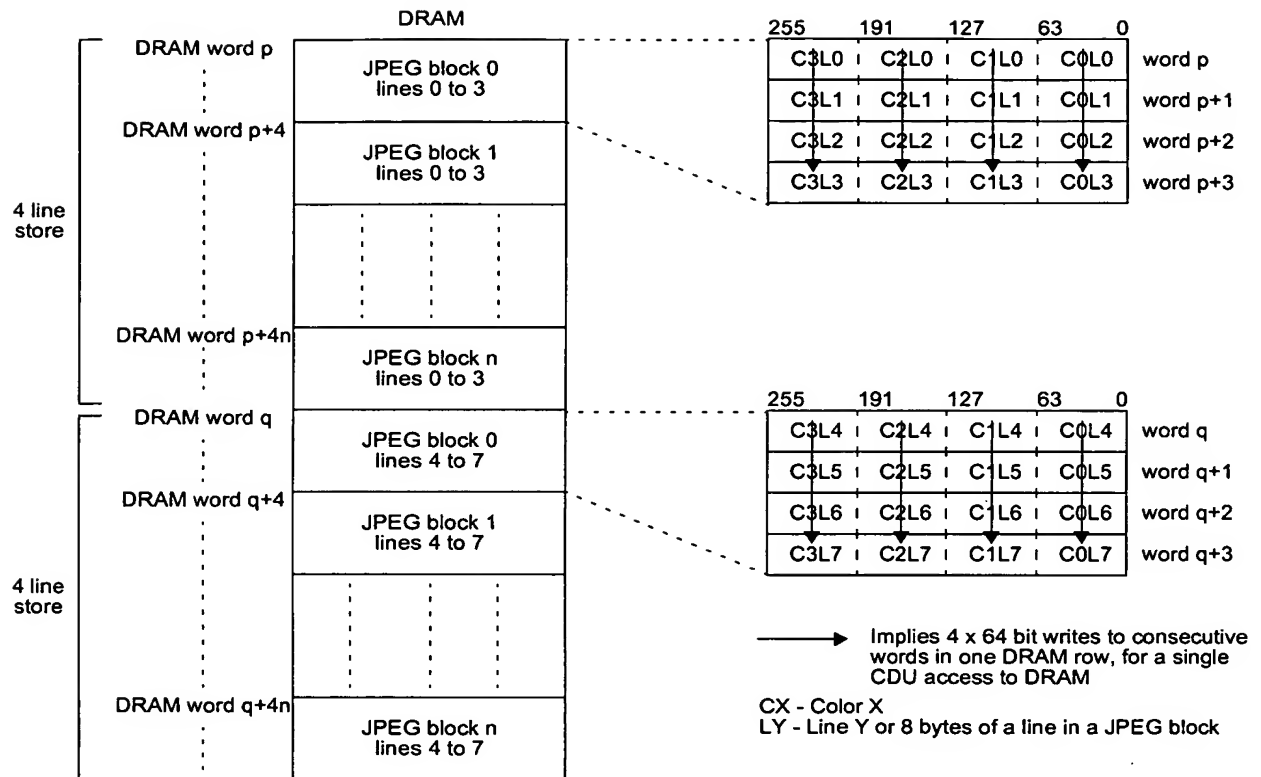 DRAM
DRAM word p
JPEG block 0
lines 0 to 3
DRAM word p+4
JPEG block 1
lines 0 to 3
4 line
store
DRAM word p+4n
JPEG block n
lines 0 to 3
DRAM word q
JPEG block 0
lines 4 to 7
DRAM word q+4
JPEG block 1
lines 4 to 7
4 line
store
DRAM word q+4n
JPEG block n
lines 4 to 7
255 191 127 63 0
C3L0 C2L0 C1L0 C0L0 word p
C3L1 C2L1 C1L1 C0L1 word p+1
C3L2 C2L2 C1L2 C0L2 word p+2
C3L3 C2L3 C1L3 C0L3 word p+3
255 191 127 63 0
C3L4 C2L4 C1L4 C0L4 word q
C3L5 C2L5 C1L5 C0L5 word q+1
C3L6 C2L6 C1L6 C0L6 word q+2
C3L7 C2L7 C1L7 C0L7 word q+3
Implies 4 x 64 bit writes to consecutive
words in one DRAM row, for a single
CDU access to DRAM
CX - Color X
LY - Line Y or 8 bytes of a line in a JPEG block